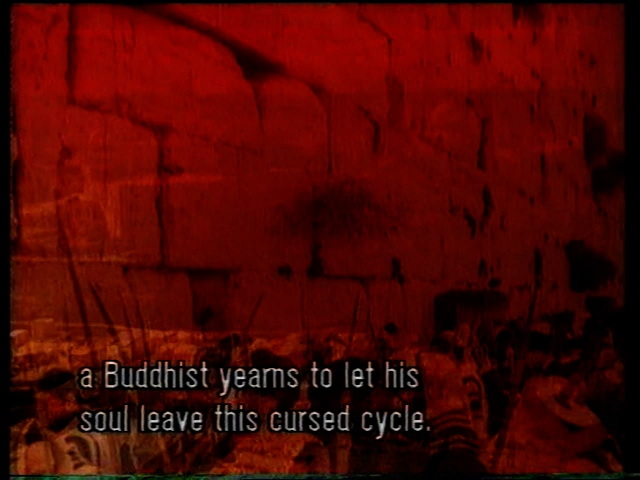 a Buddhist yearns to let his
soul leave this cursed cycle.